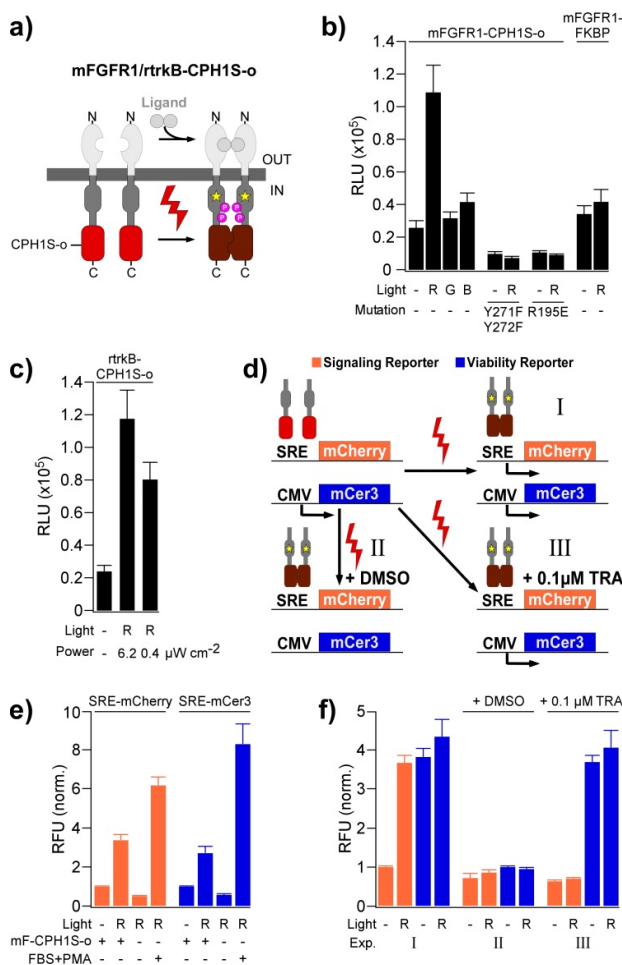 a)
mFGFR1/rtrkB-CPH1S-o
Ligand
N N N N
OUT
IN
P P
P P
CPH1S-o
C C C C
b)
mFGFR1-CPH1S-o
mFGFR1-
FKBP
RLU (x10⁵)
1.4
1.2
1.0
0.8
0.6
0.4
0.2
0
Light - R G B - R - R - R
Mutation - - - - Y271F R195E - -
Y272F
c)
rtrkB-
CPH1S-o
RLU (x10⁵)
1.4
1.2
1.0
0.8
0.6
0.4
0.2
0
Light - R R
Power - 6.2 0.4 µW cm⁻²
d)
Signaling Reporter Viability Reporter
I
SRE mCherry SRE mCherry
CMV mCer3 CMV mCer3
II III
+ DMSO + 0.1µM TRA
SRE mCherry SRE mCherry
CMV mCer3 CMV mCer3
e)
SRE-mCherry SRE-mCer3
RFU (norm.)
10
8
6
4
2
0
Light - R R R - R R R
mF-CPH1S-o + + - - + + - -
FBS+PMA - - - + - - - +
f)
+ DMSO + 0.1 µM TRA
RFU (norm.)
5
4
3
2
1
0
Light - R - R - R - R - R - R
Exp. I II III